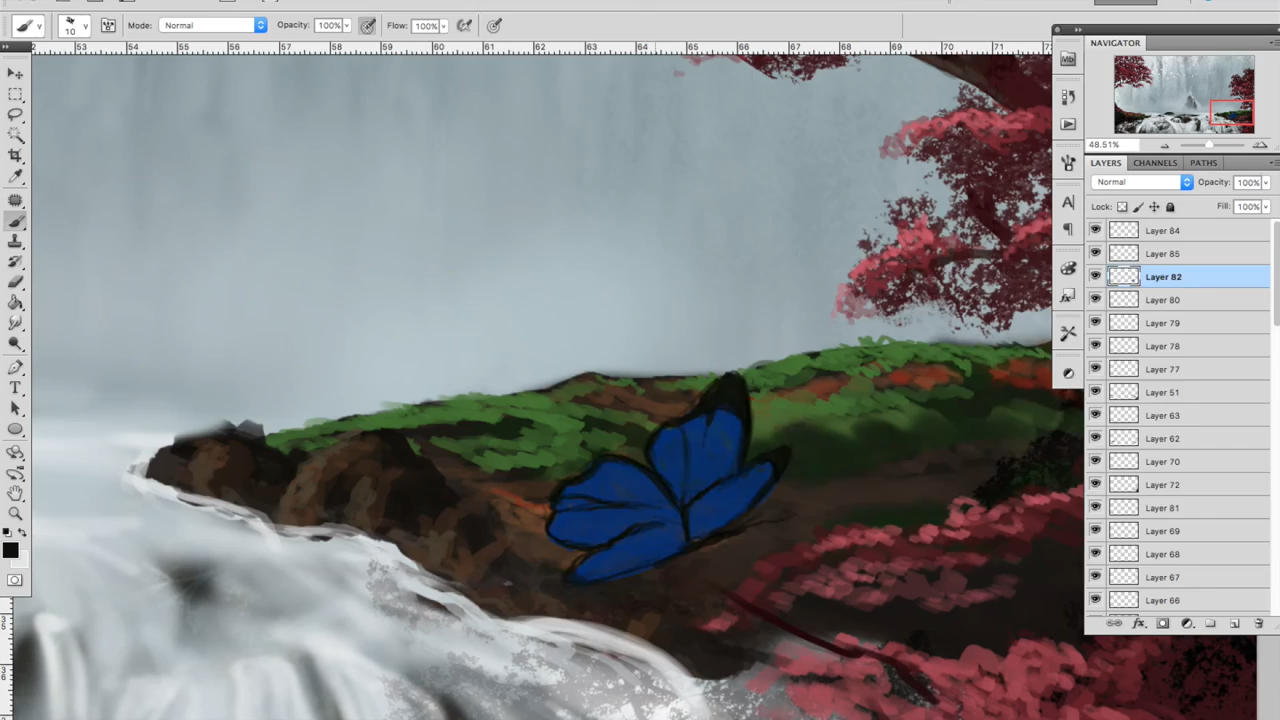 10 Mode: Normal Opacity: 100% Flow: 100%
53 54 55 56 57 58 59 60 61 62 63 64 65 66 67 68 69 70 71
NAVIGATOR
Mb
48.51%
LAYERS CHANNELS PATHS
Normal Opacity: 100%
Lock: Fill: 100%
Layer 84
Layer 85
Layer 82
Layer 80
Layer 79
Layer 78
Layer 77
Layer 51
Layer 63
Layer 62
Layer 70
Layer 72
Layer 81
Layer 69
Layer 68
Layer 67
Layer 66
fx